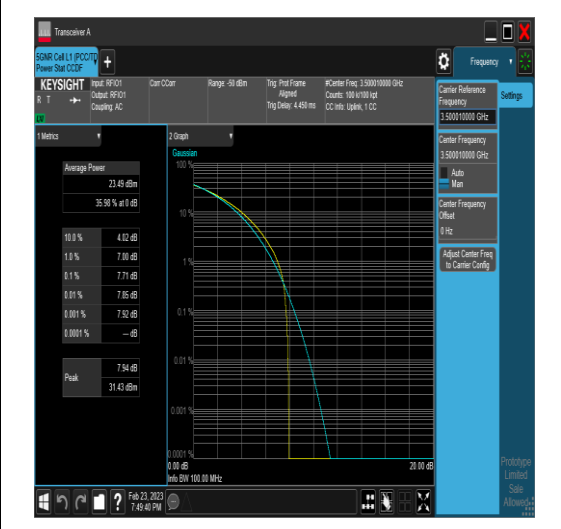 Transceiver A
5GNR Cell L1 (PCC/TD
Power Stat CCDF
+
Frequency
KEYSIGHT
R T
LXI
Input: RFIO1
Output: RFIO1
Coupling: AC
Corr CCorr
Range: -50 dBm
Trig: Prot Frame
Aligned
Trig Delay: 4.450 ms
#Center Freq: 3.500010000 GHz
Counts: 100 k/100 kpt
CC Info: Uplink, 1 CC
Carrier Reference
Frequency
3.500010000 GHz
Settings
Center Frequency
3.500010000 GHz
Auto
Man
Center Frequency
Offset
0 Hz
Adjust Center Freq
to Carrier Config
1 Metrics
Average Power
23.49 dBm
35.98 % at 0 dB
10.0 % 4.02 dB
1.0 % 7.00 dB
0.1 % 7.71 dB
0.01 % 7.85 dB
0.001 % 7.92 dB
0.0001 % --- dB
Peak
7.94 dB
31.43 dBm
2 Graph
Gaussian
100 %
10 %
1 %
0.1 %
0.01 %
0.001 %
0.0001 %
0.00 dB
20.00 dB
Info BW 100.00 MHz
Feb 23, 2023
7:49:40 PM
?
Prototype
Limited
Sale
Allowed